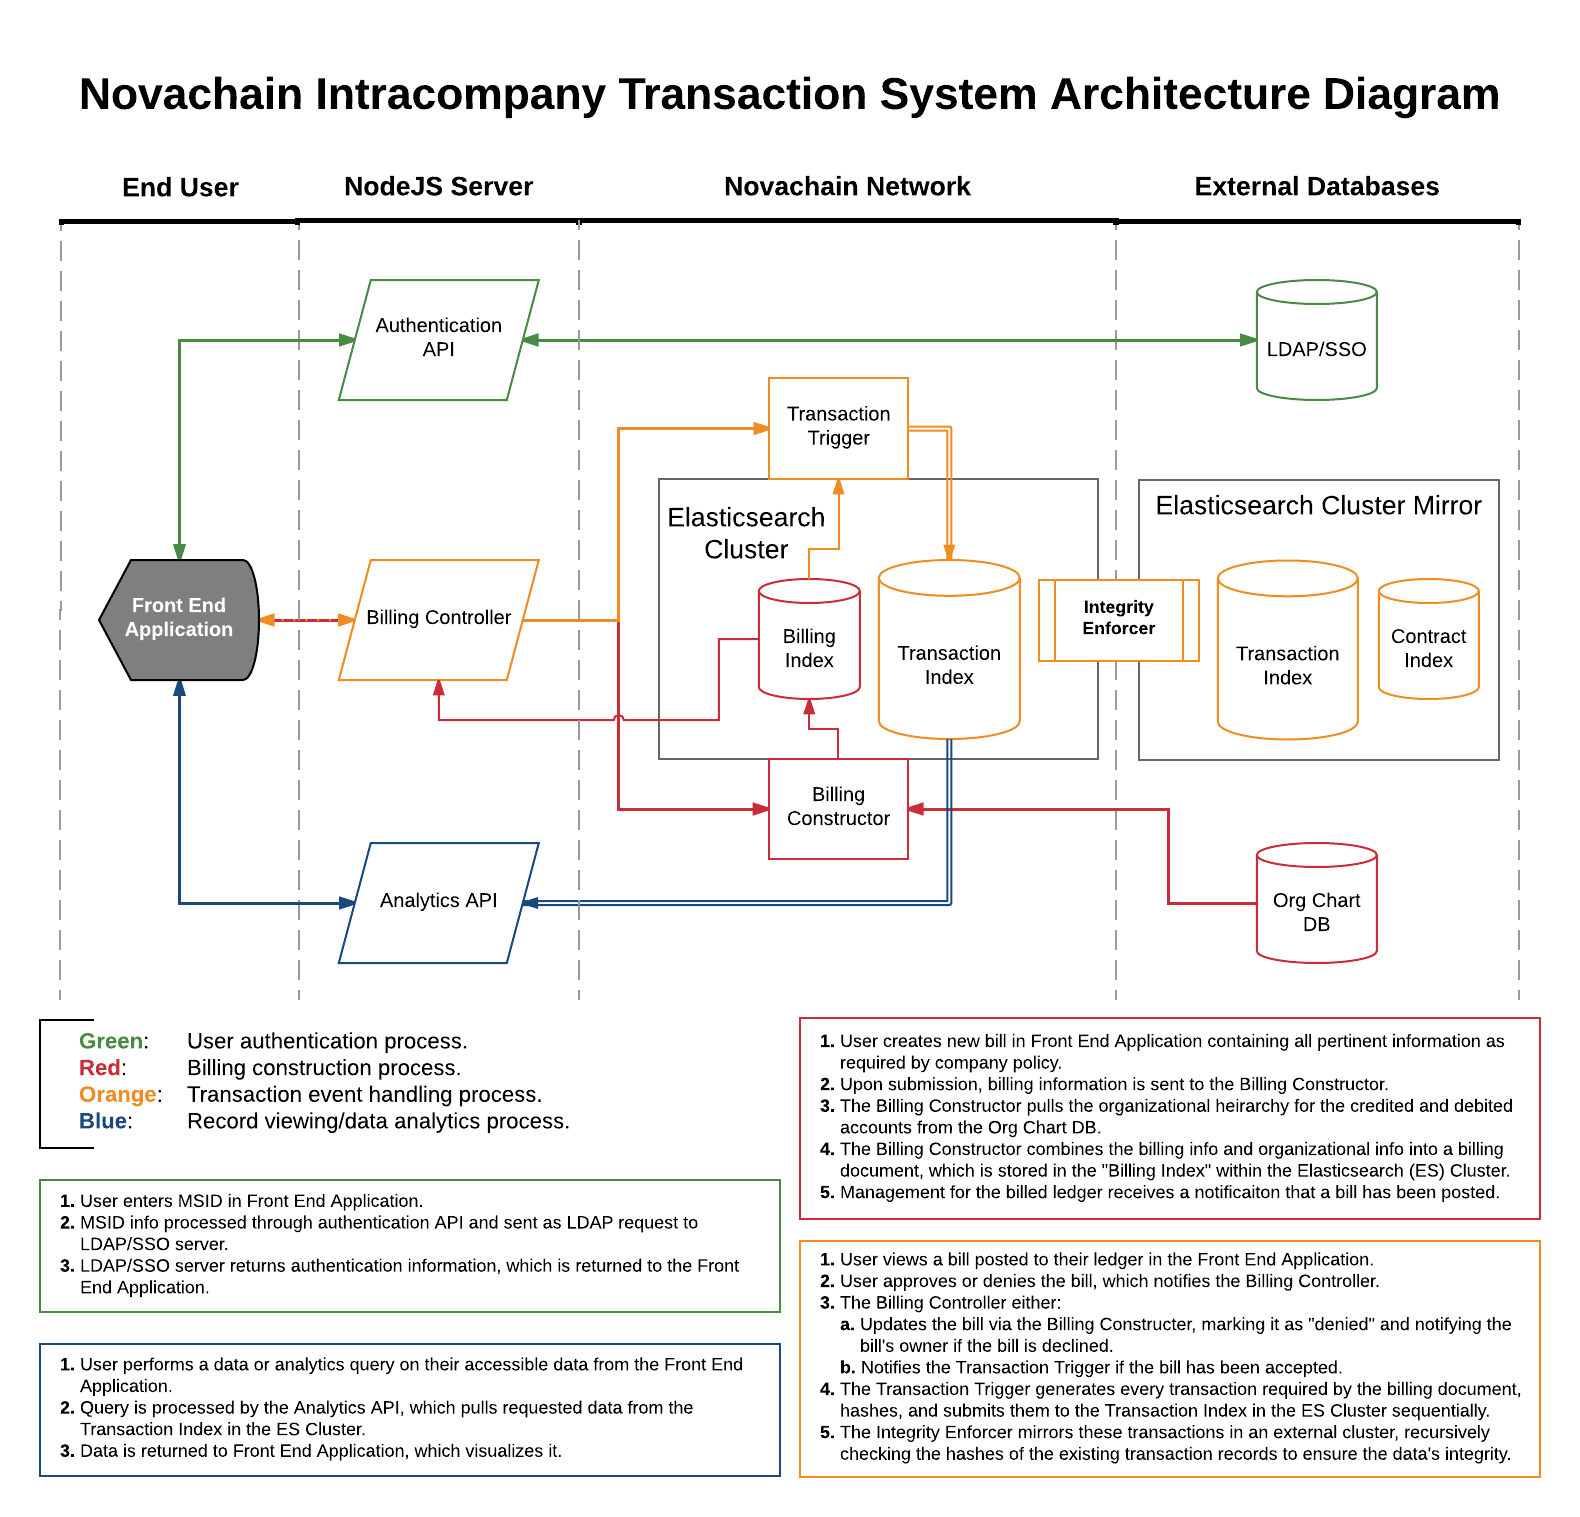 Novachain Intracompany Transaction System Architecture Diagram
End User
NodeJS Server
Novachain Network
External Databases
Authentication
API
LDAP/SSO
Transaction
Trigger
Elasticsearch
Cluster
Elasticsearch Cluster Mirror
Front End
Application
Billing Controller
Billing
Index
Transaction
Index
Integrity
Enforcer
Transaction
Index
Contract
Index
Billing
Constructor
Analytics API
Org Chart
DB
Green: User authentication process.
Red: Billing construction process.
Orange: Transaction event handling process.
Blue: Record viewing/data analytics process.
1. User enters MSID in Front End Application.
2. MSID info processed through authentication API and sent as LDAP request to
LDAP/SSO server.
3. LDAP/SSO server returns authentication information, which is returned to the Front
End Application.
1. User performs a data or analytics query on their accessible data from the Front End
Application.
2. Query is processed by the Analytics API, which pulls requested data from the
Transaction Index in the ES Cluster.
3. Data is returned to Front End Application, which visualizes it.
1. User creates new bill in Front End Application containing all pertinent information as
required by company policy.
2. Upon submission, billing information is sent to the Billing Constructor.
3. The Billing Constructor pulls the organizational heirarchy for the credited and debited
accounts from the Org Chart DB.
4. The Billing Constructor combines the billing info and organizational info into a billing
document, which is stored in the "Billing Index" within the Elasticsearch (ES) Cluster.
5. Management for the billed ledger receives a notificaiton that a bill has been posted.
1. User views a bill posted to their ledger in the Front End Application.
2. User approves or denies the bill, which notifies the Billing Controller.
3. The Billing Controller either:
a. Updates the bill via the Billing Constructer, marking it as "denied" and notifying the
bill's owner if the bill is declined.
b. Notifies the Transaction Trigger if the bill has been accepted.
4. The Transaction Trigger generates every transaction required by the billing document,
hashes, and submits them to the Transaction Index in the ES Cluster sequentially.
5. The Integrity Enforcer mirrors these transactions in an external cluster, recursively
checking the hashes of the existing transaction records to ensure the data's integrity.